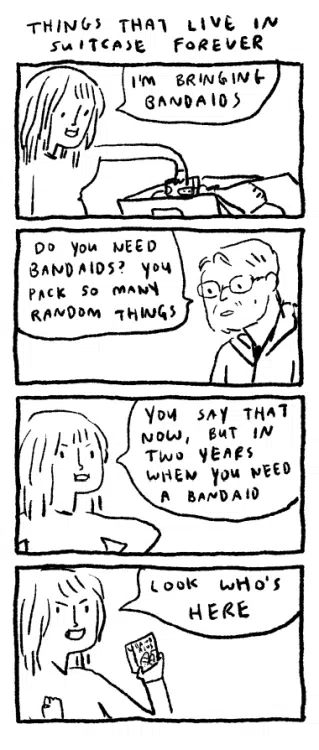 THINGS THAT LIVE IN
SUITCASE FOREVER
I'M BRINGING
BANDAIDS
DO YOU NEED
BANDAIDS? YOU
PACK SO MANY
RANDOM THINGS
YOU SAY THAT
NOW, BUT IN
TWO YEARS
WHEN YOU NEED
A BANDAID
LOOK WHO'S
HERE